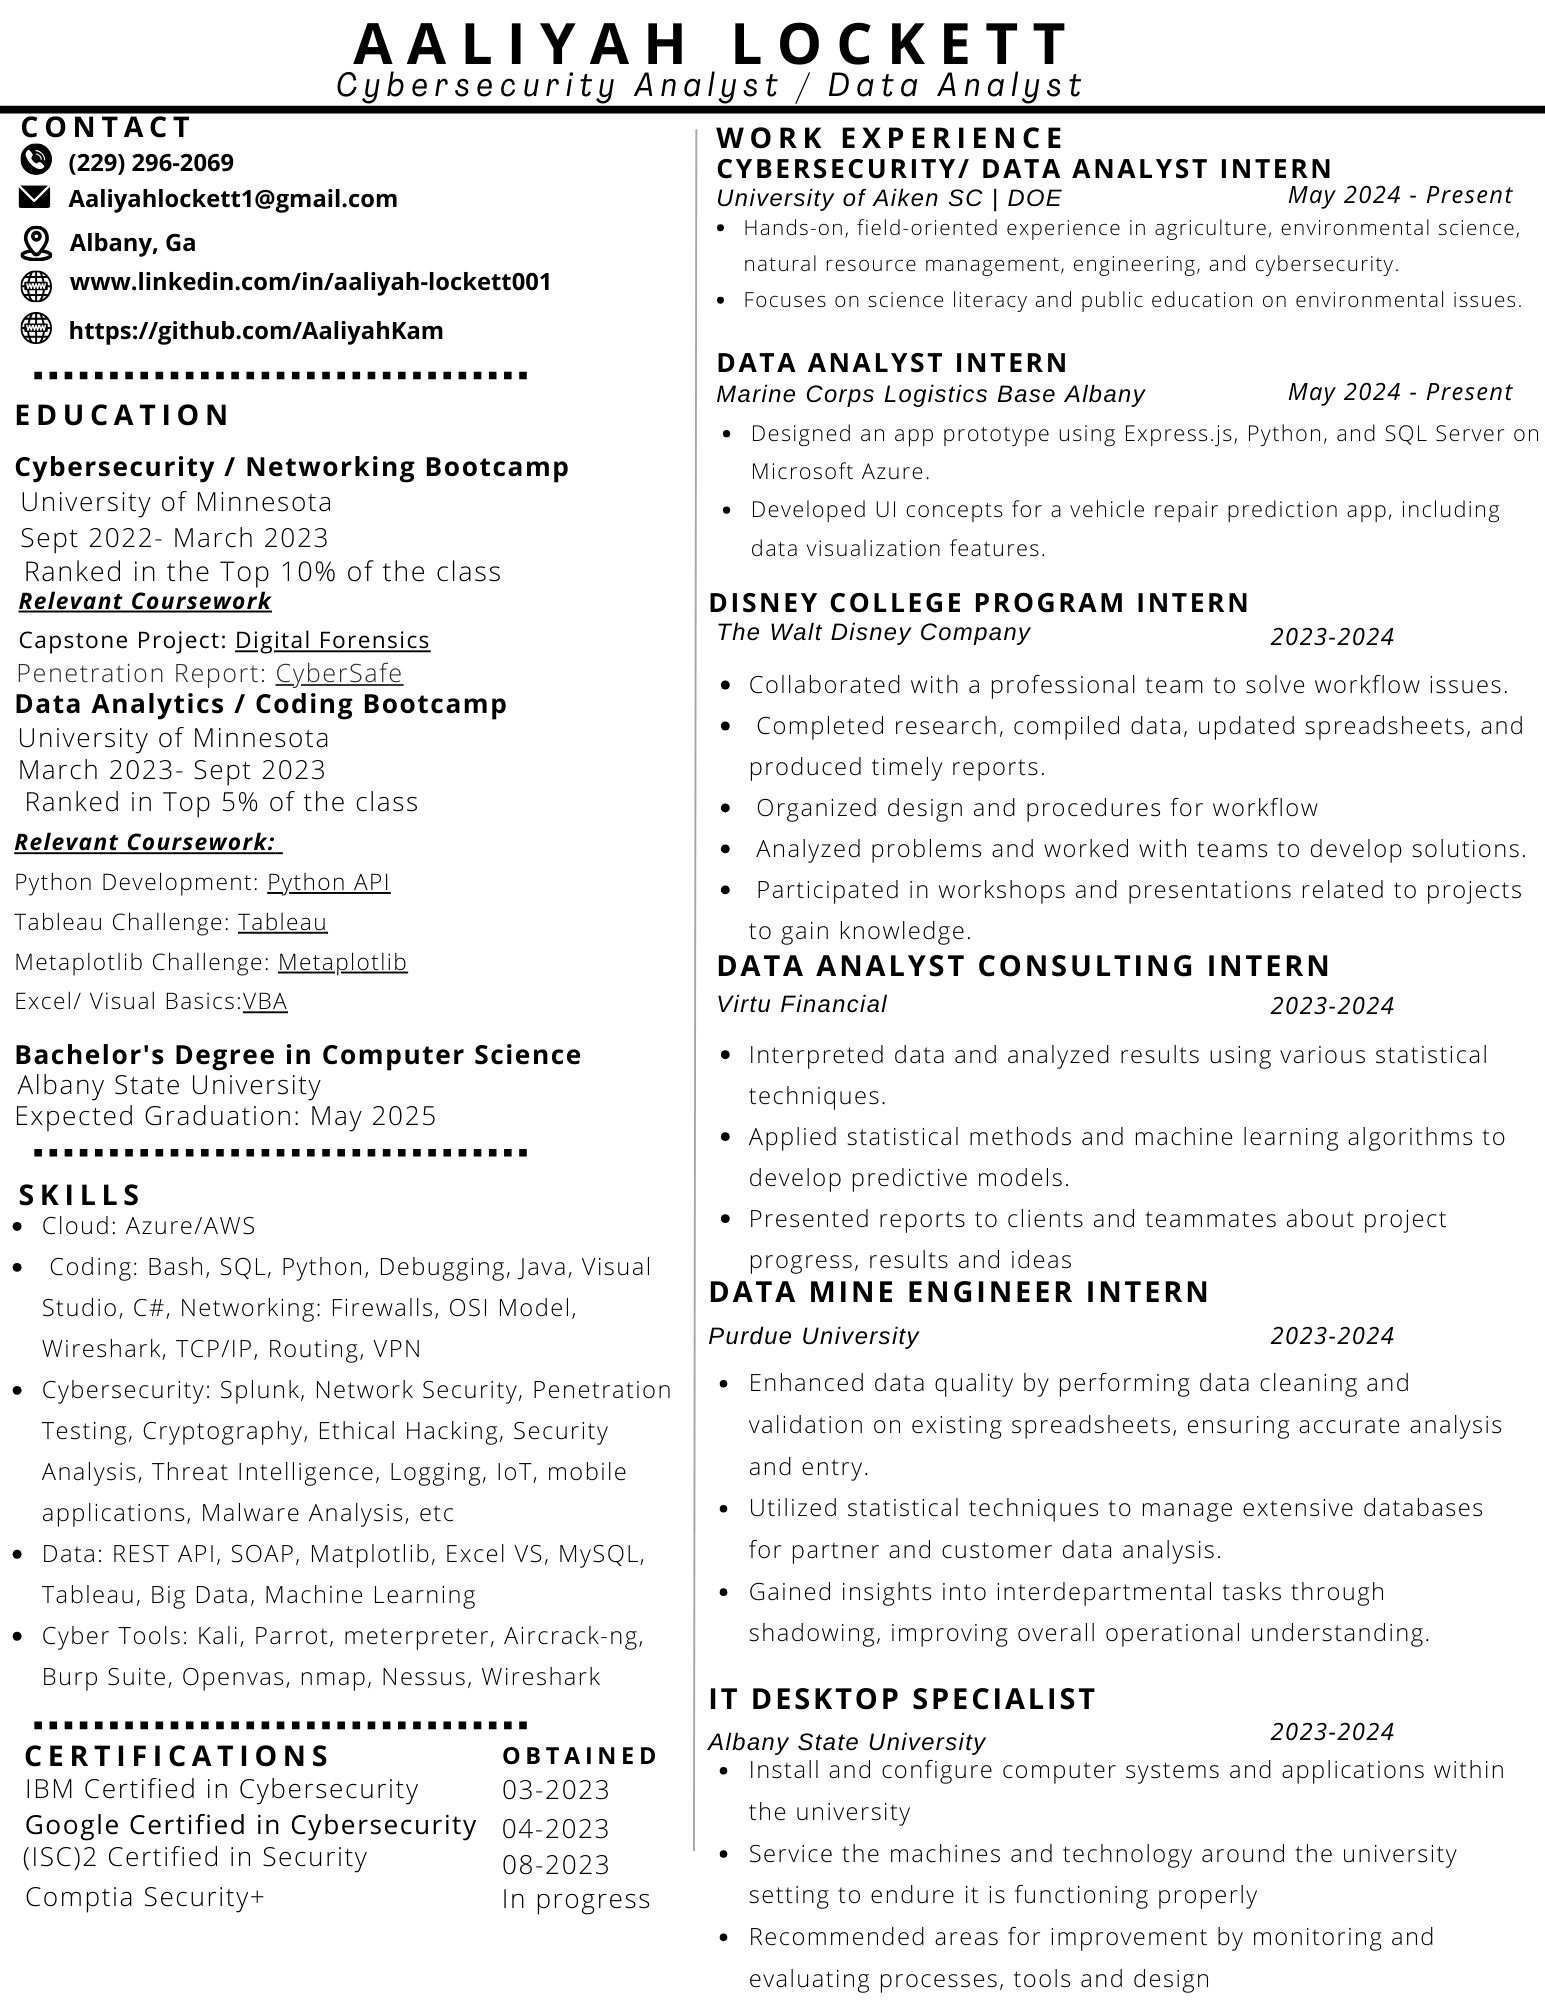 AALIYAH LOCKETT
Cybersecurity Analyst / Data Analyst
CONTACT
(229) 296-2069
Aaliyahlockett1@gmail.com
Albany, Ga
www.linkedin.com/in/aaliyah-lockett001
https://github.com/AaliyahKam
EDUCATION
Cybersecurity / Networking Bootcamp
University of Minnesota
Sept 2022- March 2023
Ranked in the Top 10% of the class
Relevant Coursework
Capstone Project: Digital Forensics
Penetration Report: CyberSafe
Data Analytics / Coding Bootcamp
University of Minnesota
March 2023- Sept 2023
Ranked in Top 5% of the class
Relevant Coursework:
Python Development: Python API
Tableau Challenge: Tableau
Metaplotlib Challenge: Metaplotlib
Excel/ Visual Basics:VBA
Bachelor's Degree in Computer Science
Albany State University
Expected Graduation: May 2025
SKILLS
• Cloud: Azure/AWS
• Coding: Bash, SQL, Python, Debugging, Java, Visual
Studio, C#, Networking: Firewalls, OSI Model,
Wireshark, TCP/IP, Routing, VPN
• Cybersecurity: Splunk, Network Security, Penetration
Testing, Cryptography, Ethical Hacking, Security
Analysis, Threat Intelligence, Logging, IoT, mobile
applications, Malware Analysis, etc
• Data: REST API, SOAP, Matplotlib, Excel VS, MySQL,
Tableau, Big Data, Machine Learning
• Cyber Tools: Kali, Parrot, meterpreter, Aircrack-ng,
Burp Suite, Openvas, nmap, Nessus, Wireshark
CERTIFICATIONS OBTAINED
IBM Certified in Cybersecurity 03-2023
Google Certified in Cybersecurity 04-2023
(ISC)2 Certified in Security 08-2023
Comptia Security+ In progress
WORK EXPERIENCE
CYBERSECURITY/ DATA ANALYST INTERN
University of Aiken SC | DOE May 2024 - Present
• Hands-on, field-oriented experience in agriculture, environmental science,
natural resource management, engineering, and cybersecurity.
• Focuses on science literacy and public education on environmental issues.
DATA ANALYST INTERN
Marine Corps Logistics Base Albany May 2024 - Present
• Designed an app prototype using Express.js, Python, and SQL Server on
Microsoft Azure.
• Developed UI concepts for a vehicle repair prediction app, including
data visualization features.
DISNEY COLLEGE PROGRAM INTERN
The Walt Disney Company 2023-2024
• Collaborated with a professional team to solve workflow issues.
• Completed research, compiled data, updated spreadsheets, and
produced timely reports.
• Organized design and procedures for workflow
• Analyzed problems and worked with teams to develop solutions.
• Participated in workshops and presentations related to projects
to gain knowledge.
DATA ANALYST CONSULTING INTERN
Virtu Financial 2023-2024
• Interpreted data and analyzed results using various statistical
techniques.
• Applied statistical methods and machine learning algorithms to
develop predictive models.
• Presented reports to clients and teammates about project
progress, results and ideas
DATA MINE ENGINEER INTERN
Purdue University 2023-2024
• Enhanced data quality by performing data cleaning and
validation on existing spreadsheets, ensuring accurate analysis
and entry.
• Utilized statistical techniques to manage extensive databases
for partner and customer data analysis.
• Gained insights into interdepartmental tasks through
shadowing, improving overall operational understanding.
IT DESKTOP SPECIALIST
Albany State University 2023-2024
• Install and configure computer systems and applications within
the university
• Service the machines and technology around the university
setting to endure it is functioning properly
• Recommended areas for improvement by monitoring and
evaluating processes, tools and design